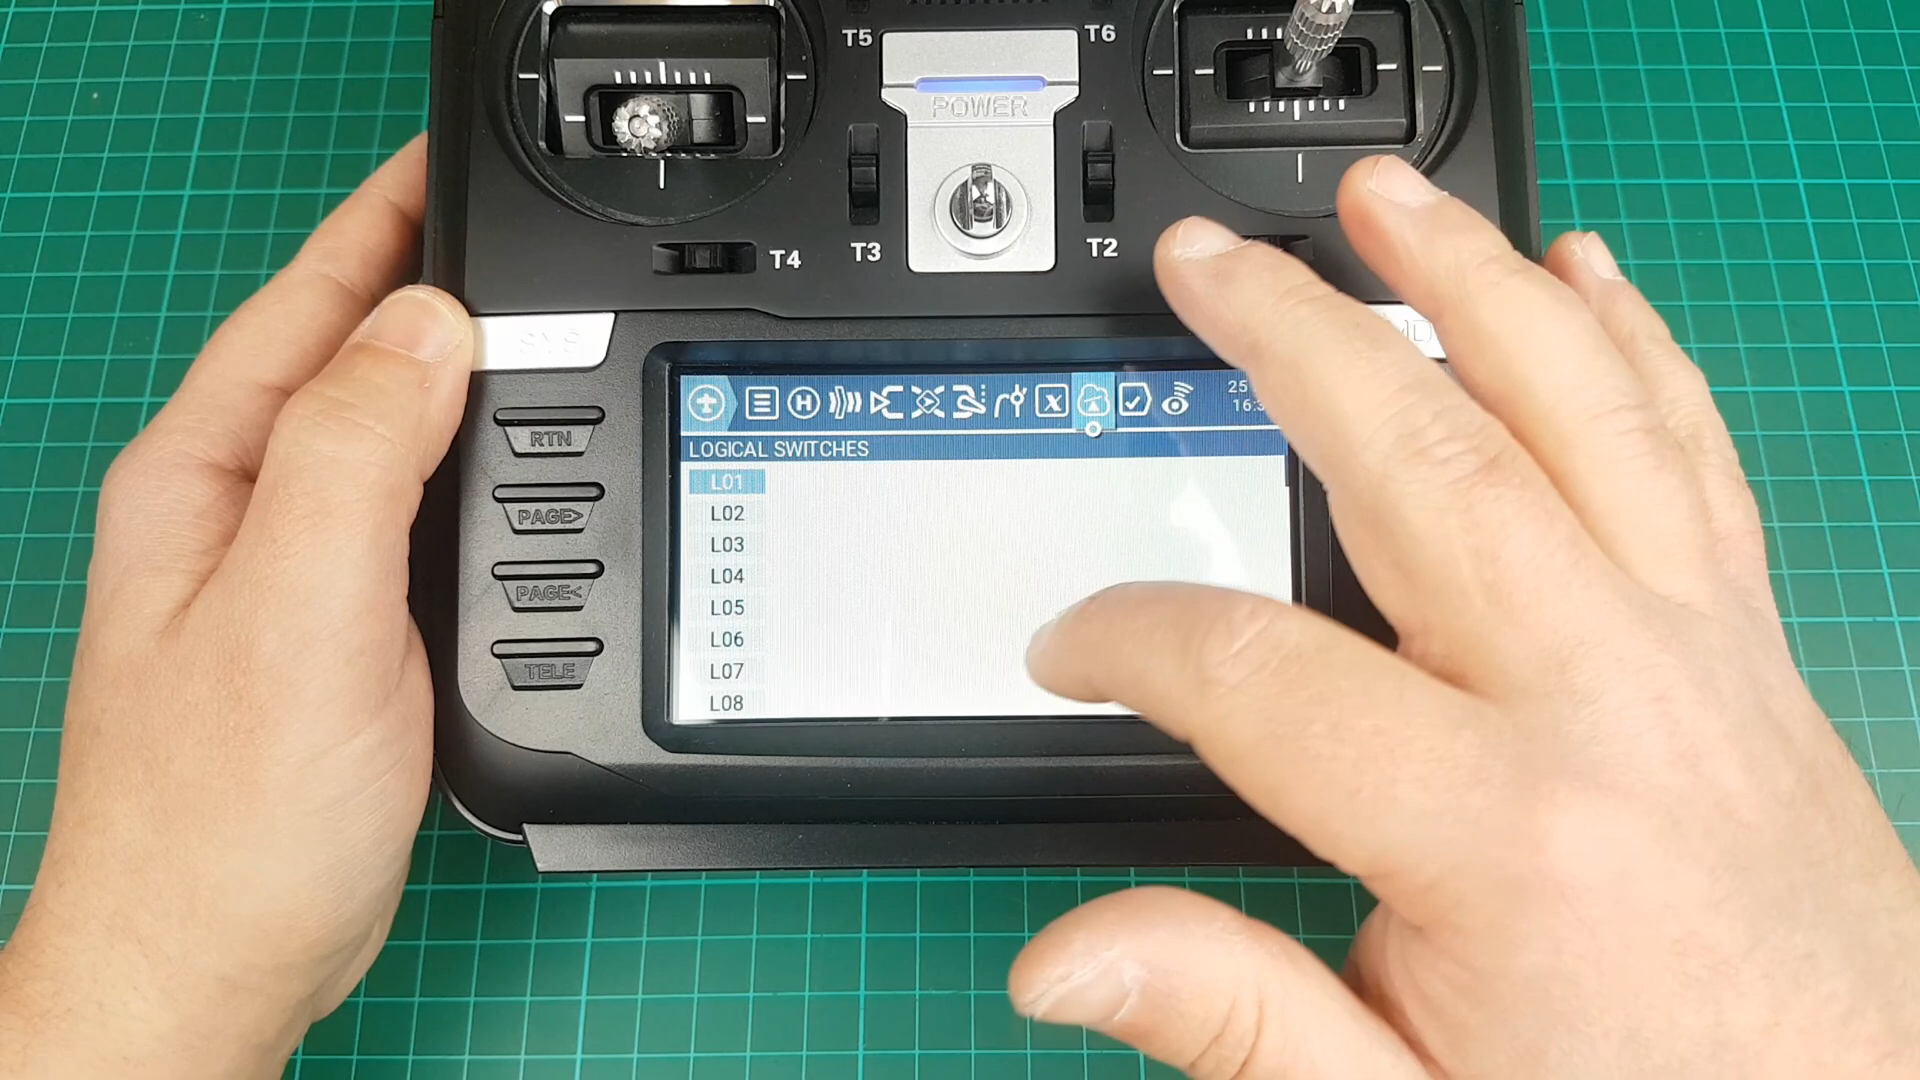 T5
T6
POWER
T3
T2
T4
SYS
RTN
PAGE>
PAGE<
TELE
25
LOGICAL SWITCHES
L01
L02
L03
L04
L05
L06
L07
L08